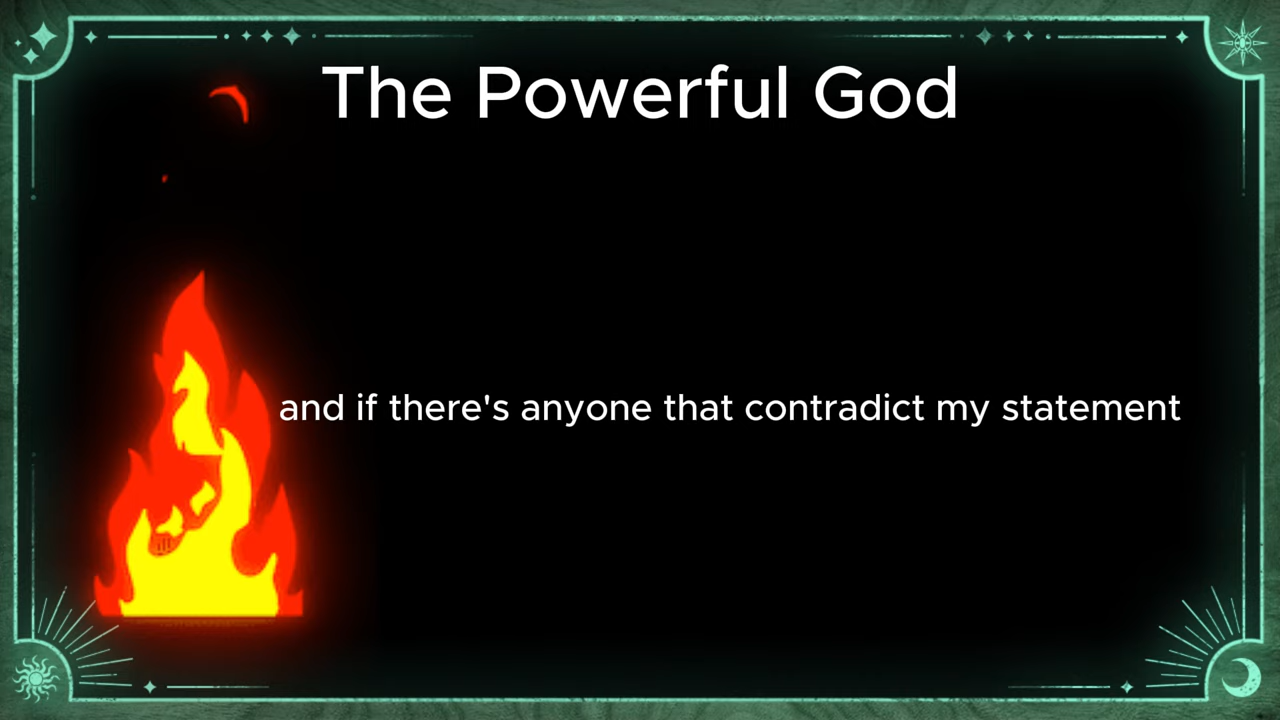 The Powerful God
and if there's anyone that contradict my statement